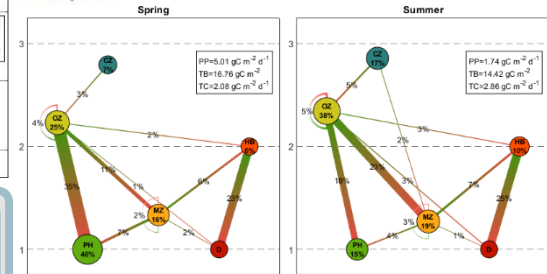 Spring
3
2
1
CZ
7%
PP=5.01 gC m⁻² d⁻¹
TB=16.76 gC m⁻²
TC=2.08 gC m⁻² d⁻¹
3%
4%
OZ
25%
2%
HB
6%
11%
1%
35%
6%
23%
MZ
16%
2%
7%
2%
PH
46%
D
Summer
3
2
1
CZ
17%
PP=1.74 gC m⁻² d⁻¹
TB=14.42 gC m⁻²
TC=2.86 gC m⁻² d⁻¹
5%
5%
OZ
38%
2%
3%
HB
10%
23%
3%
18%
7%
25%
MZ
19%
3%
4%
1%
PH
15%
D